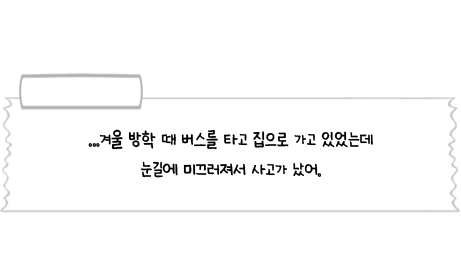 ...겨울 방학 때 버스를 타고 집으로 가고 있었는데
눈길에 미끄러져서 사고가 났어.